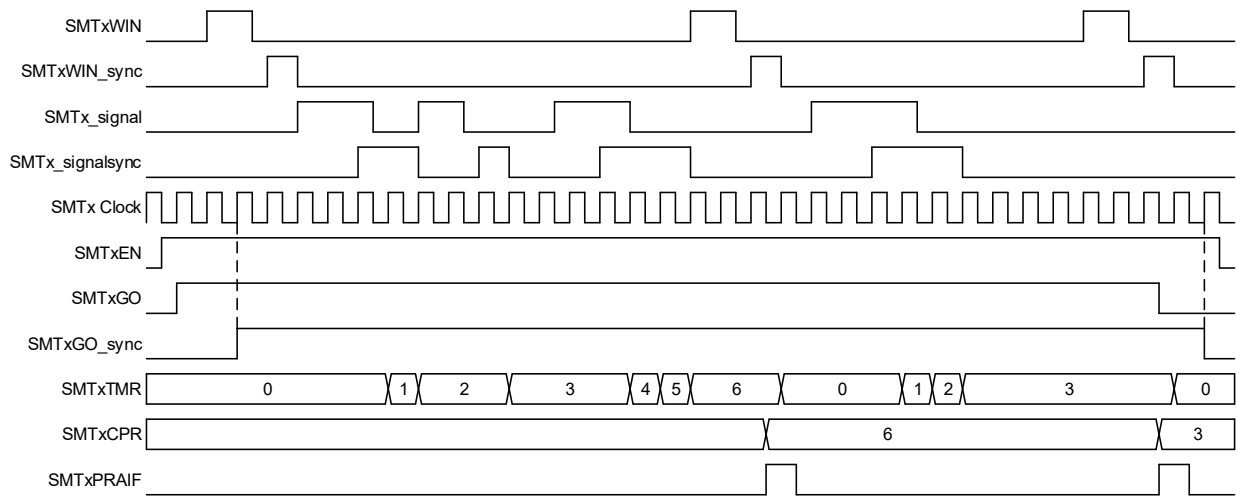 SMTxWIN
SMTxWIN_sync
SMTx_signal
SMTx_signalsync
SMTx Clock
SMTxEN
SMTxGO
SMTxGO_sync
SMTxTMR 0 1 2 3 4 5 6 0 1 2 3 0
SMTxCPR 6 3
SMTxPRAIF